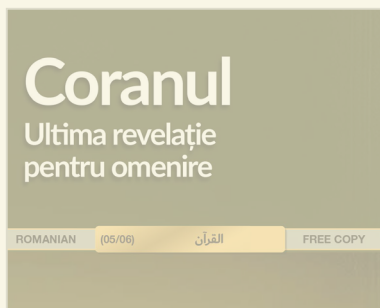 Coranul
Ultima revelație
pentru omenire
ROMANIAN (05/06) القرآن FREE COPY